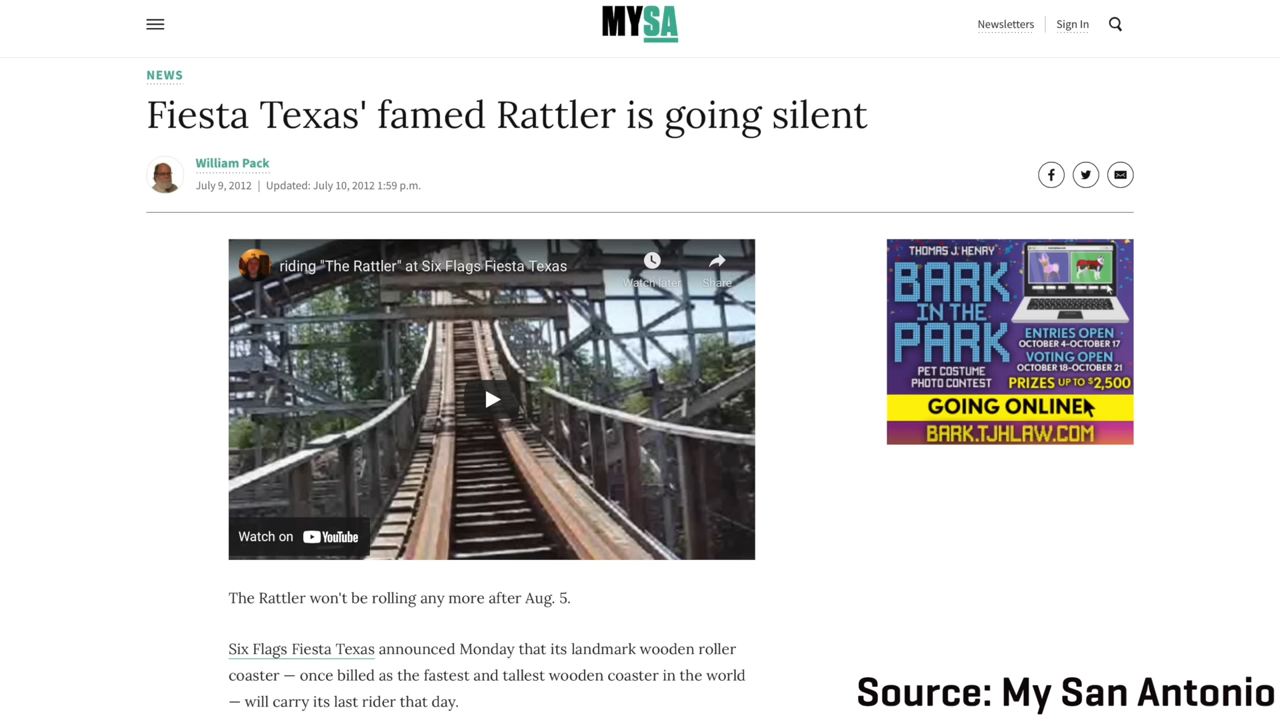 MYSA
Newsletters
Sign In
NEWS
Fiesta Texas' famed Rattler is going silent
William Pack
July 9, 2012 | Updated: July 10, 2012 1:59 p.m.
riding "The Rattler" at Six Flags Fiesta Texas
Watch later
Share
Watch on YouTube
THOMAS J. HENRY
BARK
IN THE
PARK
PET COSTUME
PHOTO CONTEST
ENTRIES OPEN
OCTOBER 4-OCTOBER 17
VOTING OPEN
OCTOBER 18-OCTOBER 21
PRIZES UP TO $2,500
GOING ONLINE
BARK.TJHLAW.COM
The Rattler won't be rolling any more after Aug. 5.
Six Flags Fiesta Texas announced Monday that its landmark wooden roller
coaster — once billed as the fastest and tallest wooden coaster in the world
— will carry its last rider that day.
Source: My San Antonio